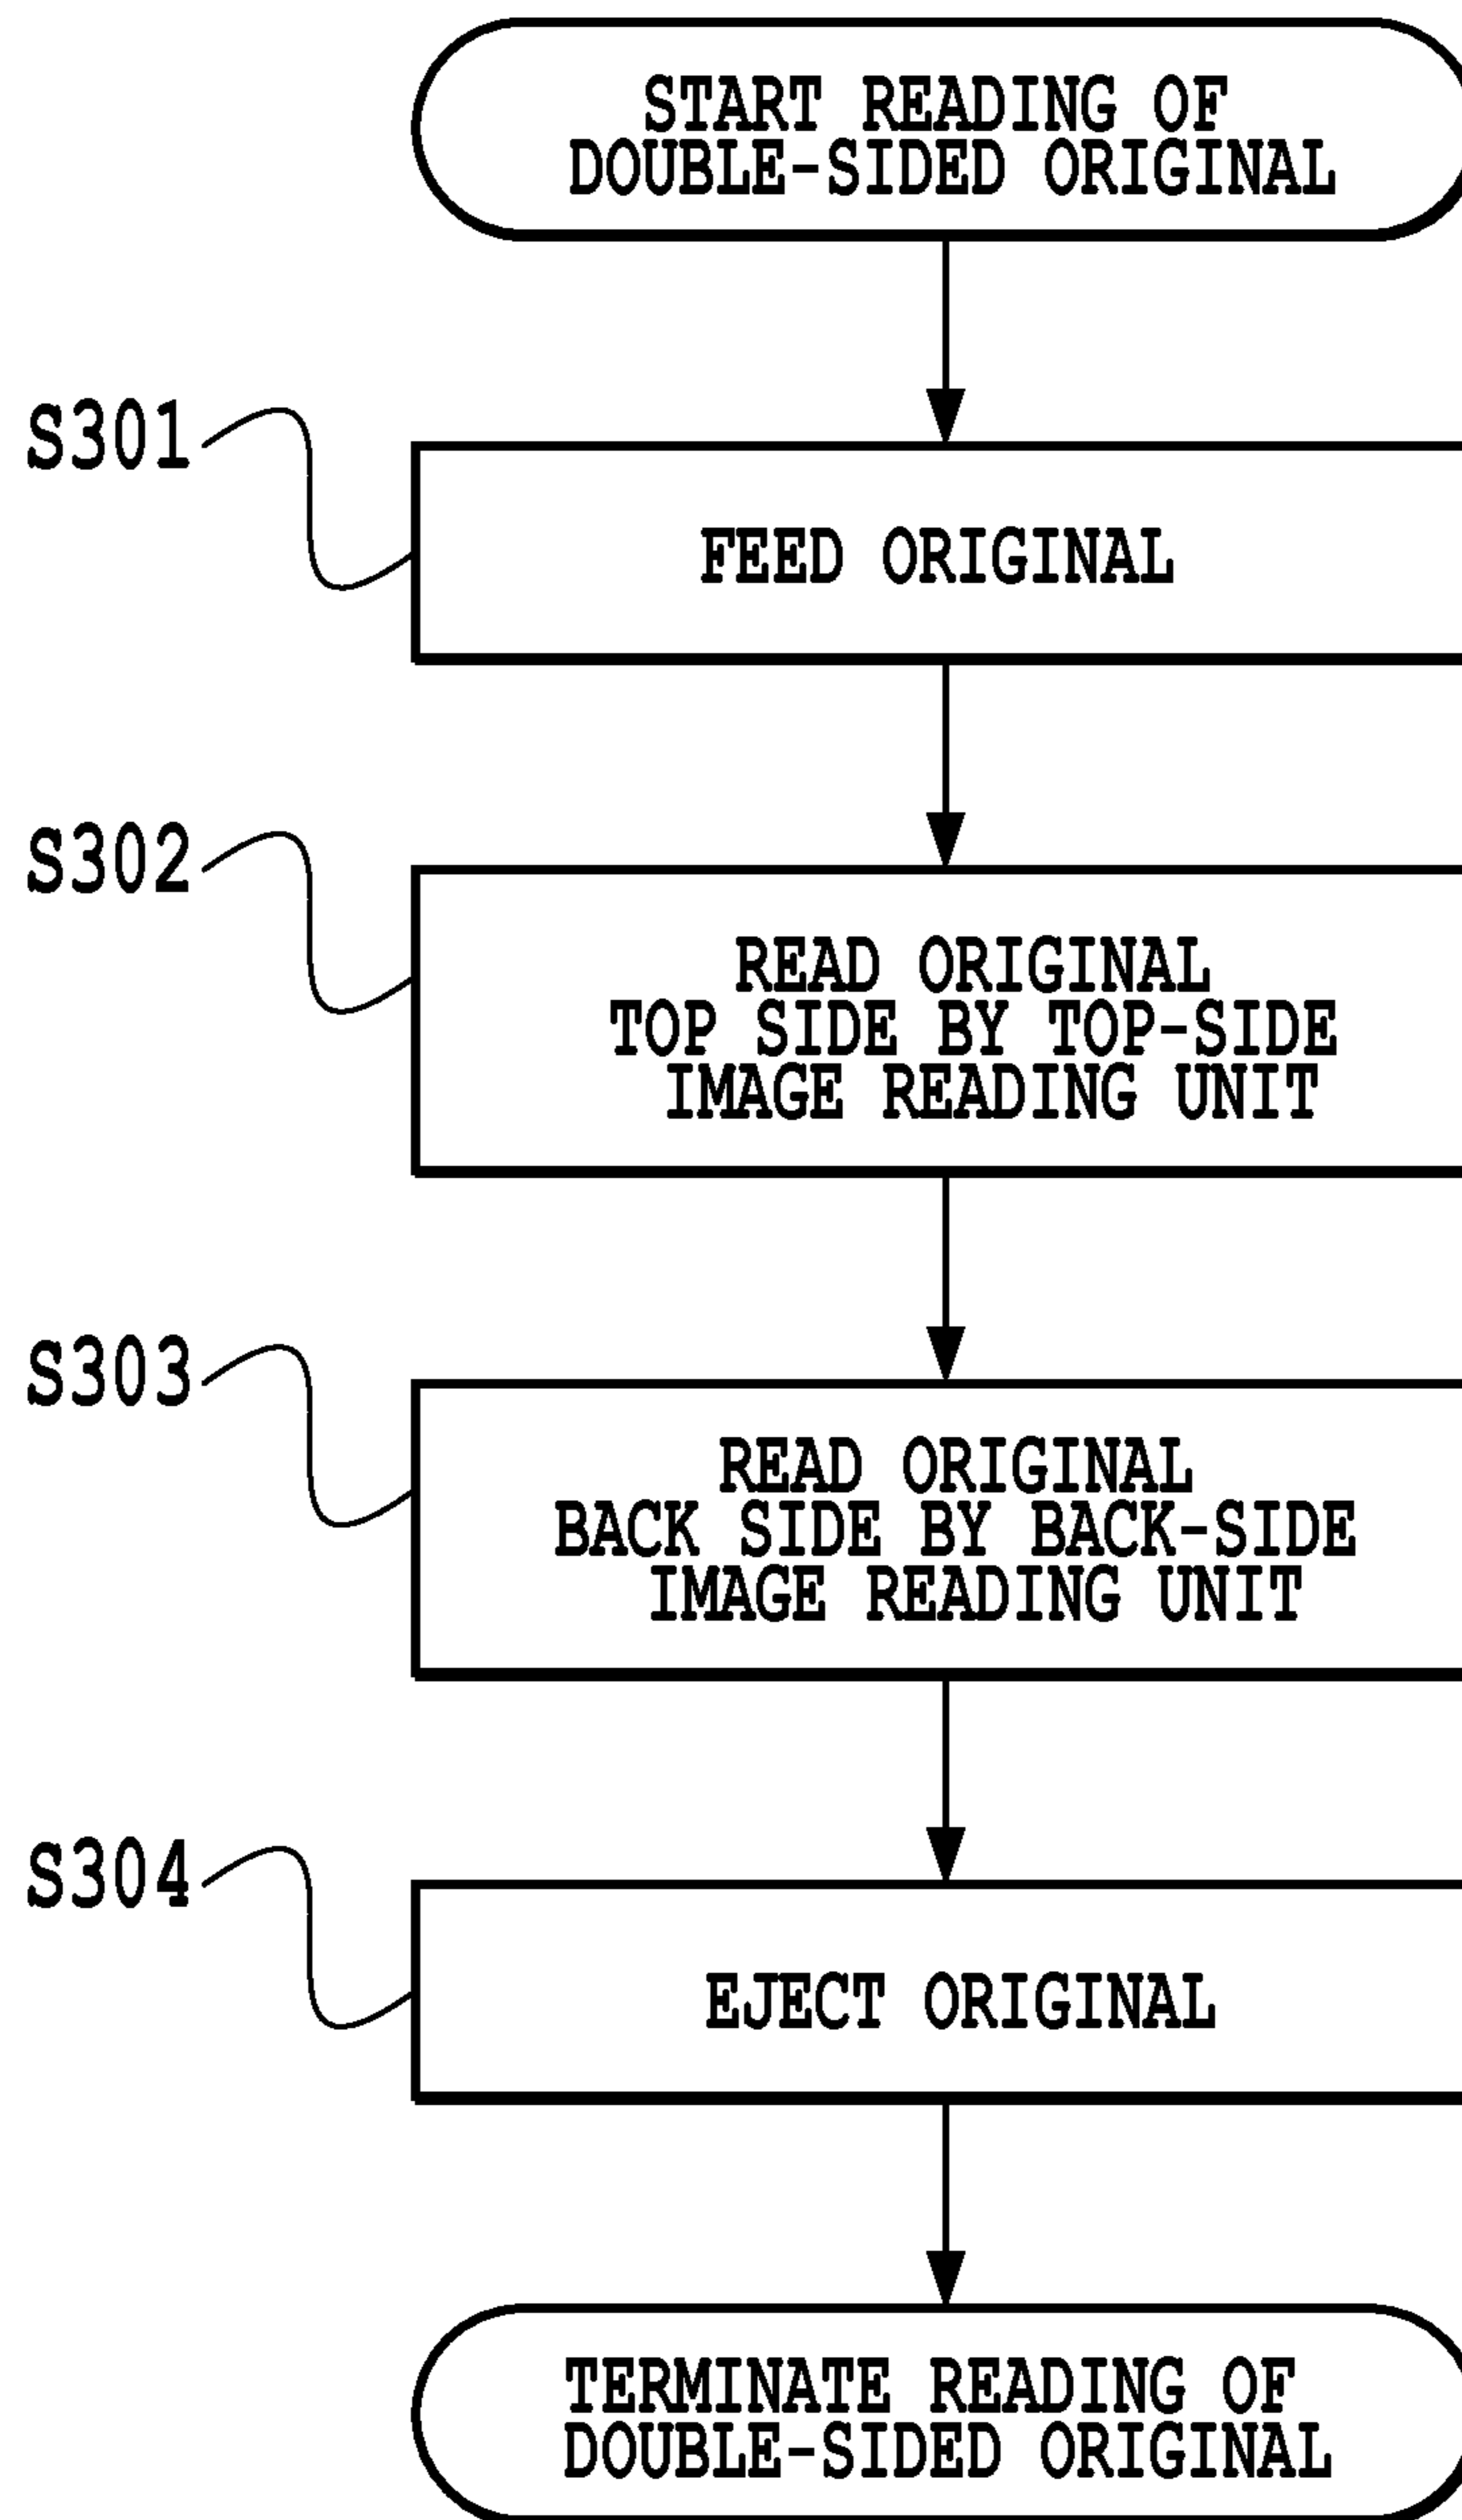 START READING OF
DOUBLE-SIDED ORIGINAL
S301
FEED ORIGINAL
S302
READ ORIGINAL
TOP SIDE BY TOP-SIDE
IMAGE READING UNIT
S303
READ ORIGINAL
BACK SIDE BY BACK-SIDE
IMAGE READING UNIT
S304
EJECT ORIGINAL
TERMINATE READING OF
DOUBLE-SIDED ORIGINAL